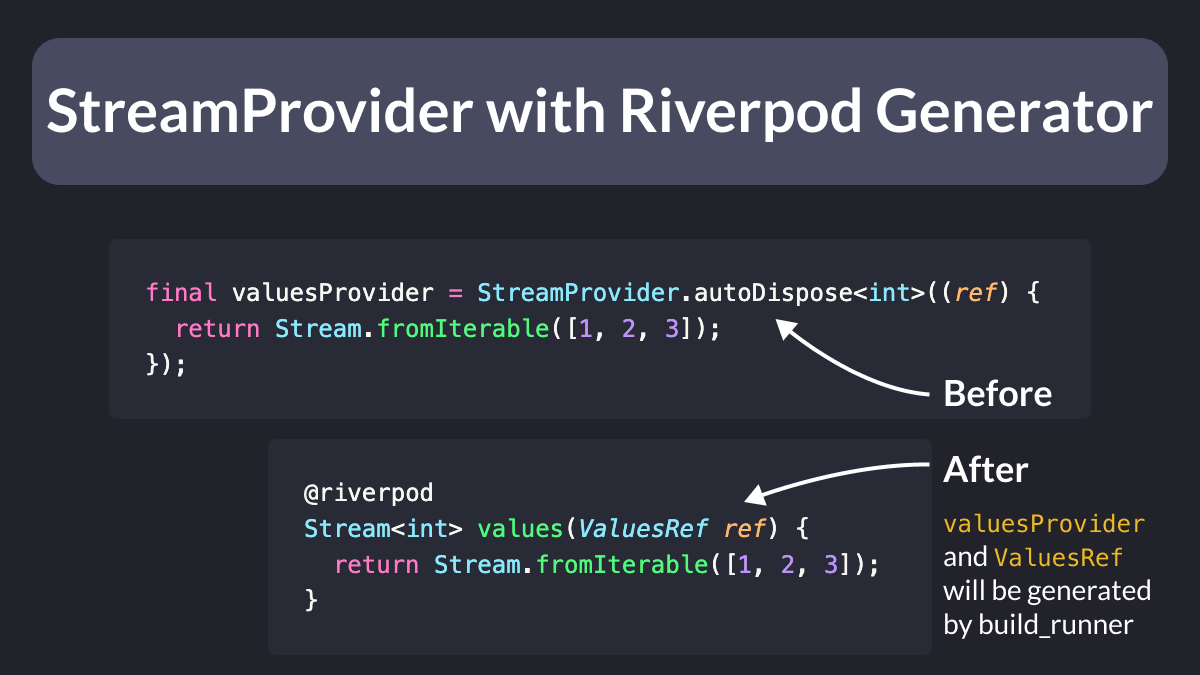 StreamProvider with Riverpod Generator
final valuesProvider = StreamProvider.autoDispose<int>((ref) {
  return Stream.fromIterable([1, 2, 3]);
});
Before
@riverpod
Stream<int> values(ValuesRef ref) {
  return Stream.fromIterable([1, 2, 3]);
}
After
valuesProvider
and ValuesRef
will be generated
by build_runner